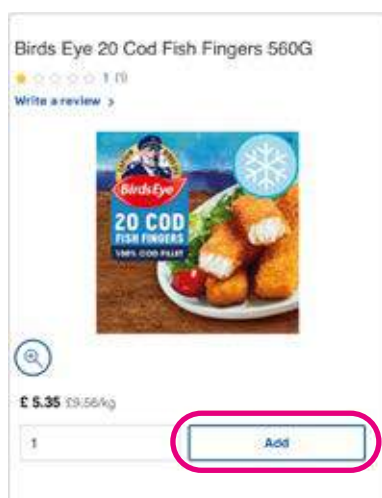 Birds Eye 20 Cod Fish Fingers 560G
1 (1)
Write a review >
Birds Eye
20 COD
FISH FINGERS
100% COD FILLET
£ 5.35 £9.56/kg
1 Add